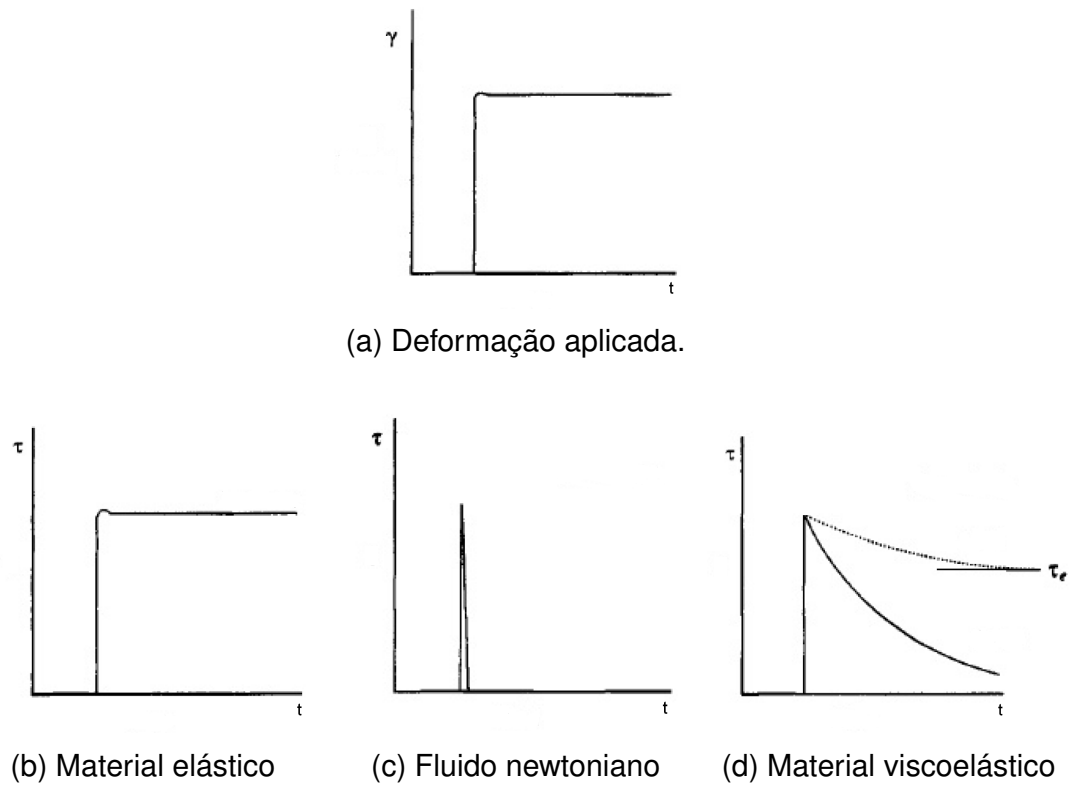 γ
t
(a) Deformação aplicada.
τ
t
(b) Material elástico
τ
t
(c) Fluido newtoniano
τ
τe
t
(d) Material viscoelástico